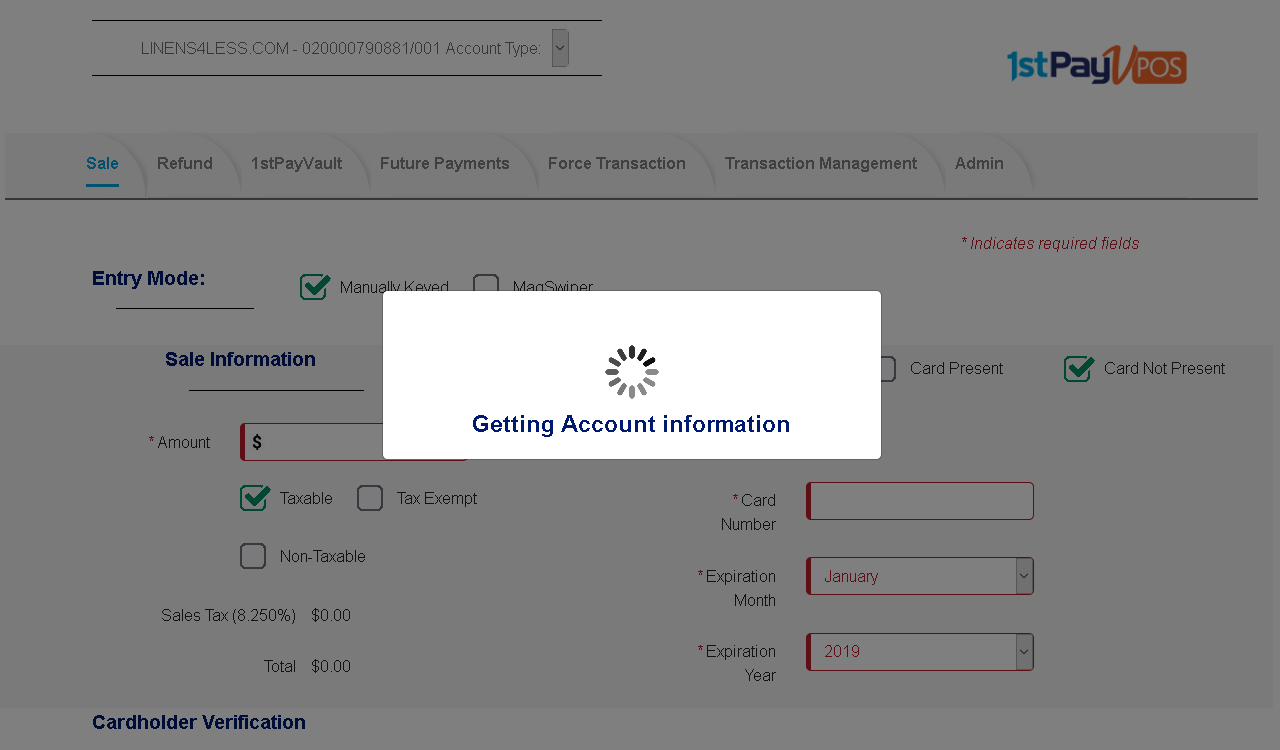 LINENS4LESS.COM - 020000790881/001 Account Type:
1stPayVPOS
Sale Refund 1stPayVault Future Payments Force Transaction Transaction Management Admin
* Indicates required fields
Entry Mode: Manually Keyed MagSwiper
Sale Information
Card Present Card Not Present
Getting Account information
* Amount $
Taxable Tax Exempt
Non-Taxable
Sales Tax (8.250%) $0.00
Total $0.00
* Card
Number
* Expiration
Month
January
* Expiration
Year
2019
Cardholder Verification